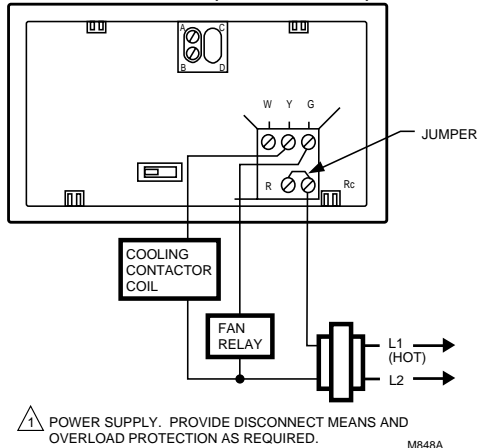 A C
B D
W Y G
JUMPER
R Rc
COOLING
CONTACTOR
COIL
FAN
RELAY
L1
(HOT)
L2
1 POWER SUPPLY. PROVIDE DISCONNECT MEANS AND
OVERLOAD PROTECTION AS REQUIRED.
M848A